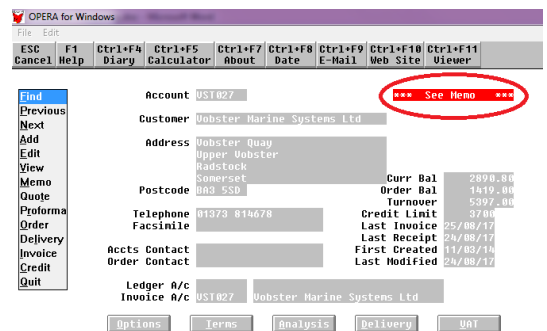 OPERA for Windows
File Edit
ESC F1 Ctrl+F4 Ctrl+F5 Ctrl+F7 Ctrl+F8 Ctrl+F9 Ctrl+F10 Ctrl+F11
Cancel Help Diary Calculator About Date E-Mail Web Site Viewer
Find
Previous
Next
Add
Edit
View
Memo
Quote
Proforma
Order
Delivery
Invoice
Credit
Quit
Account VST027
*** See Memo ***
Customer Vobster Marine Systems Ltd
Address Vobster Quay
Upper Vobster
Radstock
Somerset
Postcode BA3 5SD
Telephone 01373 814678
Facsimile
Accts Contact
Order Contact
Curr Bal 2890.80
Order Bal 1419.00
Turnover 5397.00
Credit Limit 3700
Last Invoice 25/08/17
Last Receipt 24/08/17
First Created 11/03/14
Last Modified 24/08/17
Ledger A/c
Invoice A/c VST027 Vobster Marine Systems Ltd
Options Terms Analysis Delivery VAT